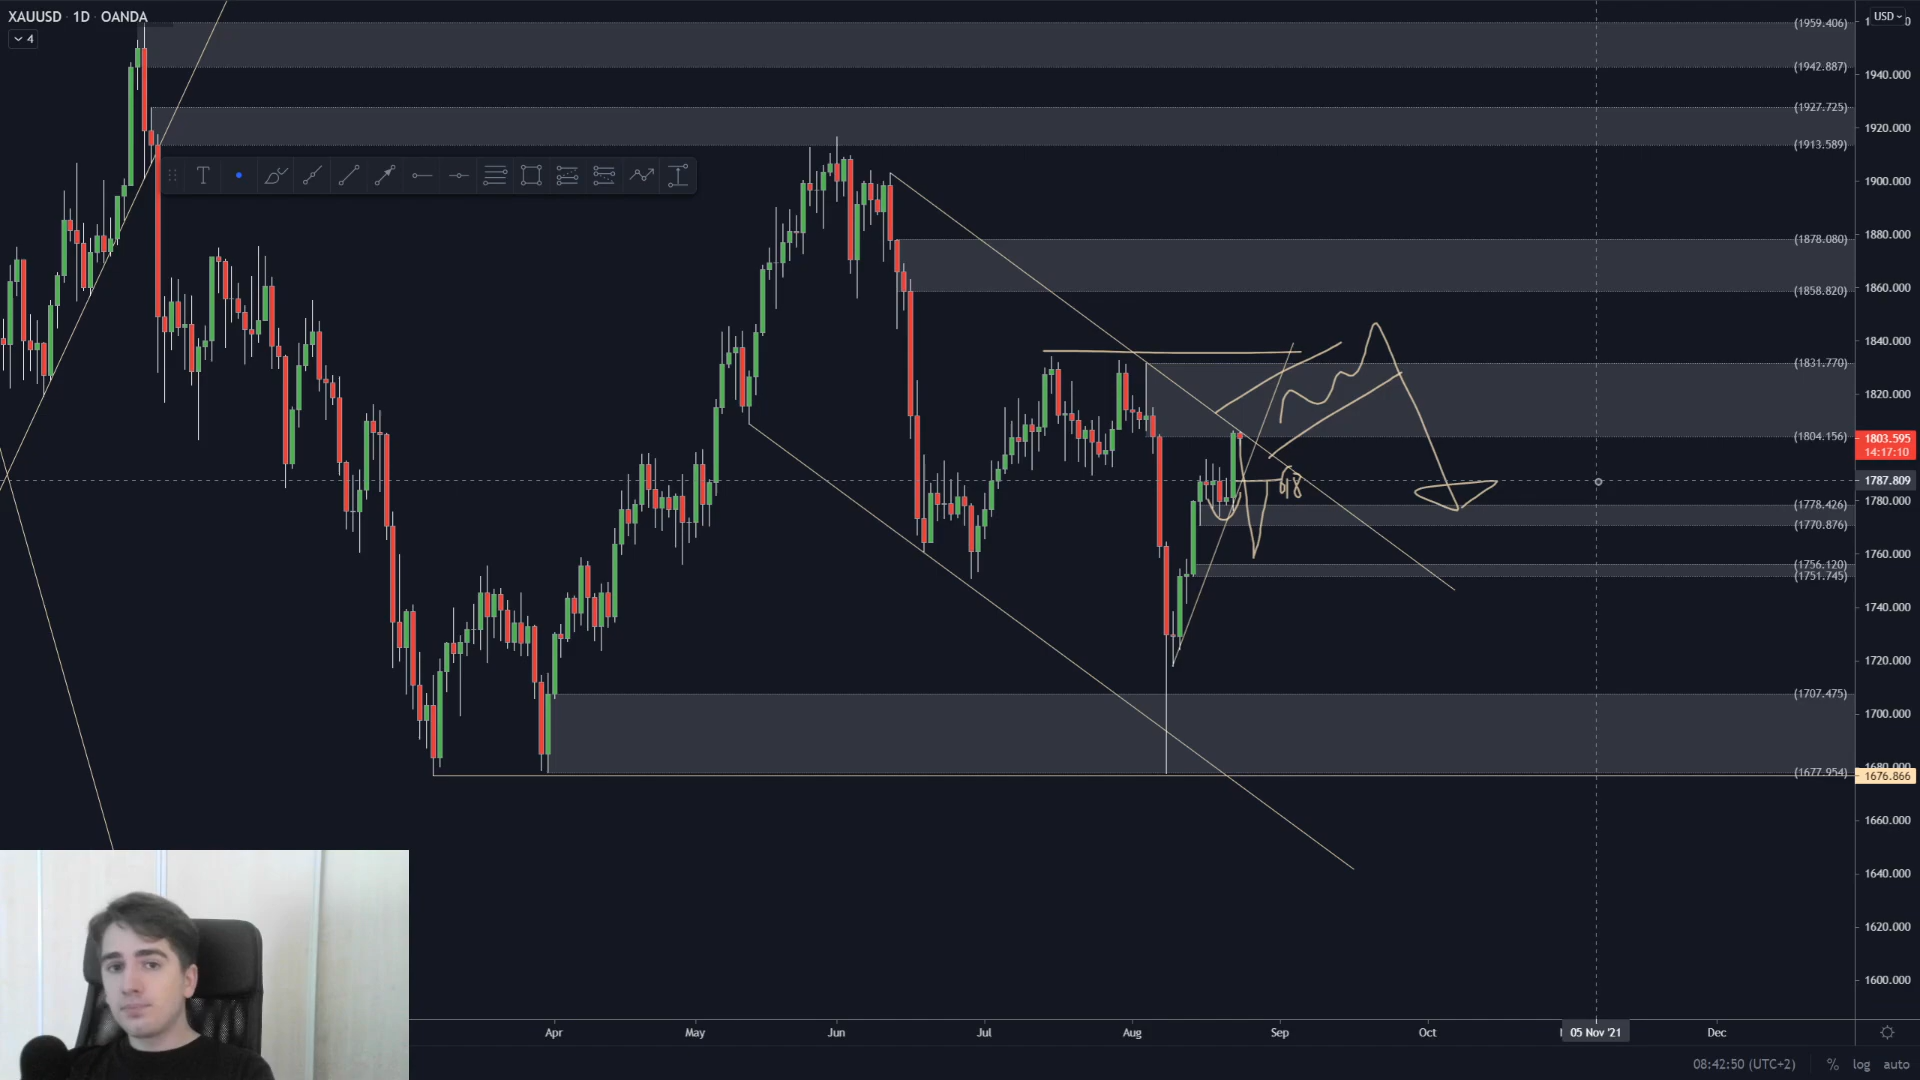 XAUUSD · 1D · OANDA
4
USD
(1959.406)
(1942.887)
1940.000
(1927.725)
1920.000
(1913.589)
1900.000
T
(1878.080)
1880.000
1860.000
(1858.820)
1840.000
(1831.770)
1820.000
(1804.156)
1803.595
14:17:10
1787.809
618
1780.000
(1778.426)
(1770.876)
1760.000
(1756.120)
(1751.745)
1740.000
1720.000
(1707.475)
1700.000
1680.000
(1677.954)
1676.866
1660.000
1640.000
1620.000
1600.000
Apr
May
Jun
Jul
Aug
Sep
Oct
05 Nov '21
Dec
08:42:50 (UTC+2)
%
log
auto